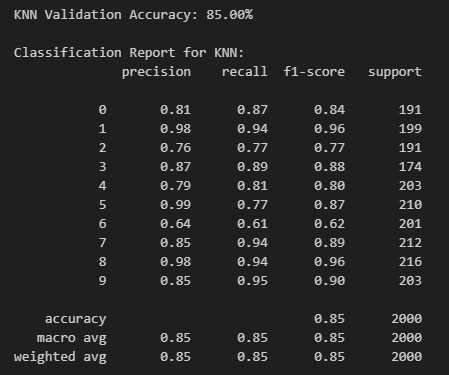 KNN Validation Accuracy: 85.00%
Classification Report for KNN:
precision recall f1-score support
0 0.81 0.87 0.84 191
1 0.98 0.94 0.96 199
2 0.76 0.77 0.77 191
3 0.87 0.89 0.88 174
4 0.79 0.81 0.80 203
5 0.99 0.77 0.87 210
6 0.64 0.61 0.62 201
7 0.85 0.94 0.89 212
8 0.98 0.94 0.96 216
9 0.85 0.95 0.90 203
accuracy 0.85 2000
macro avg 0.85 0.85 0.85 2000
weighted avg 0.85 0.85 0.85 2000